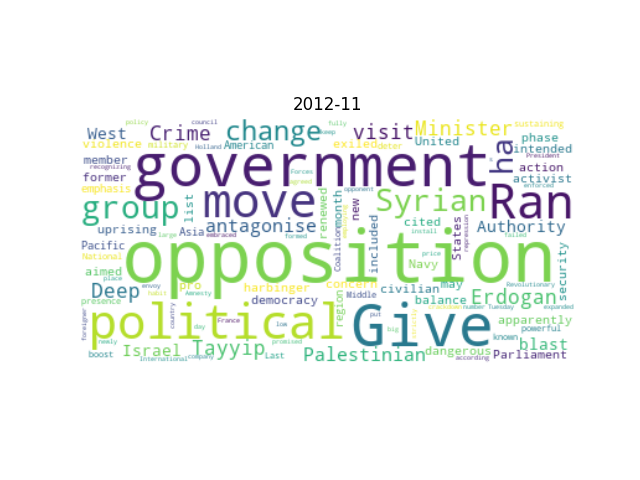 2012-11
policy council fully sustaining
West Crime change visit Minister
American United phase
violence military Holland keep exiled deter intended
member recognizing agreed Forces President
government ha action
former opponent enforced activist
emphasis move Syrian Ran
group list renewed month new
uprising Asia antagonise cited Authority
large formed Coalition included States repression install failed
Pacific National opposition Navy security
aimed envoy pro harbinger concern civilian may price Revolutionary
place habit Amnesty region Middle balance
Deep democracy Erdogan
presence put number Tuesday expanded
foreigner political Give apparently
country France low big known powerful
newly day promised
Israel Tayyip Palestinian dangerous blast
boost International company Last according Parliament